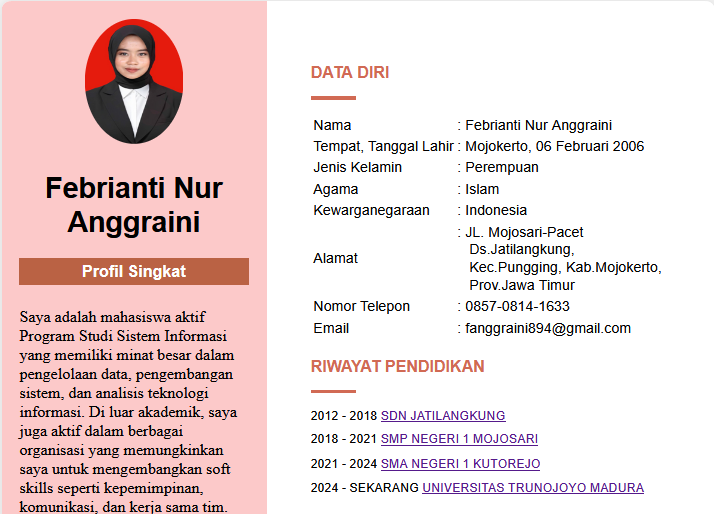 Febrianti Nur
Anggraini
Profil Singkat
Saya adalah mahasiswa aktif
Program Studi Sistem Informasi
yang memiliki minat besar dalam
pengelolaan data, pengembangan
sistem, dan analisis teknologi
informasi. Di luar akademik, saya
juga aktif dalam berbagai
organisasi yang memungkinkan
saya untuk mengembangkan soft
skills seperti kepemimpinan,
komunikasi, dan kerja sama tim.
DATA DIRI
Nama : Febrianti Nur Anggraini
Tempat, Tanggal Lahir : Mojokerto, 06 Februari 2006
Jenis Kelamin : Perempuan
Agama : Islam
Kewarganegaraan : Indonesia
Alamat : JL. Mojosari-Pacet
Ds.Jatilangkung,
Kec.Pungging, Kab.Mojokerto,
Prov.Jawa Timur
Nomor Telepon : 0857-0814-1633
Email : fanggraini894@gmail.com
RIWAYAT PENDIDIKAN
2012 - 2018 SDN JATILANGKUNG
2018 - 2021 SMP NEGERI 1 MOJOSARI
2021 - 2024 SMA NEGERI 1 KUTOREJO
2024 - SEKARANG UNIVERSITAS TRUNOJOYO MADURA